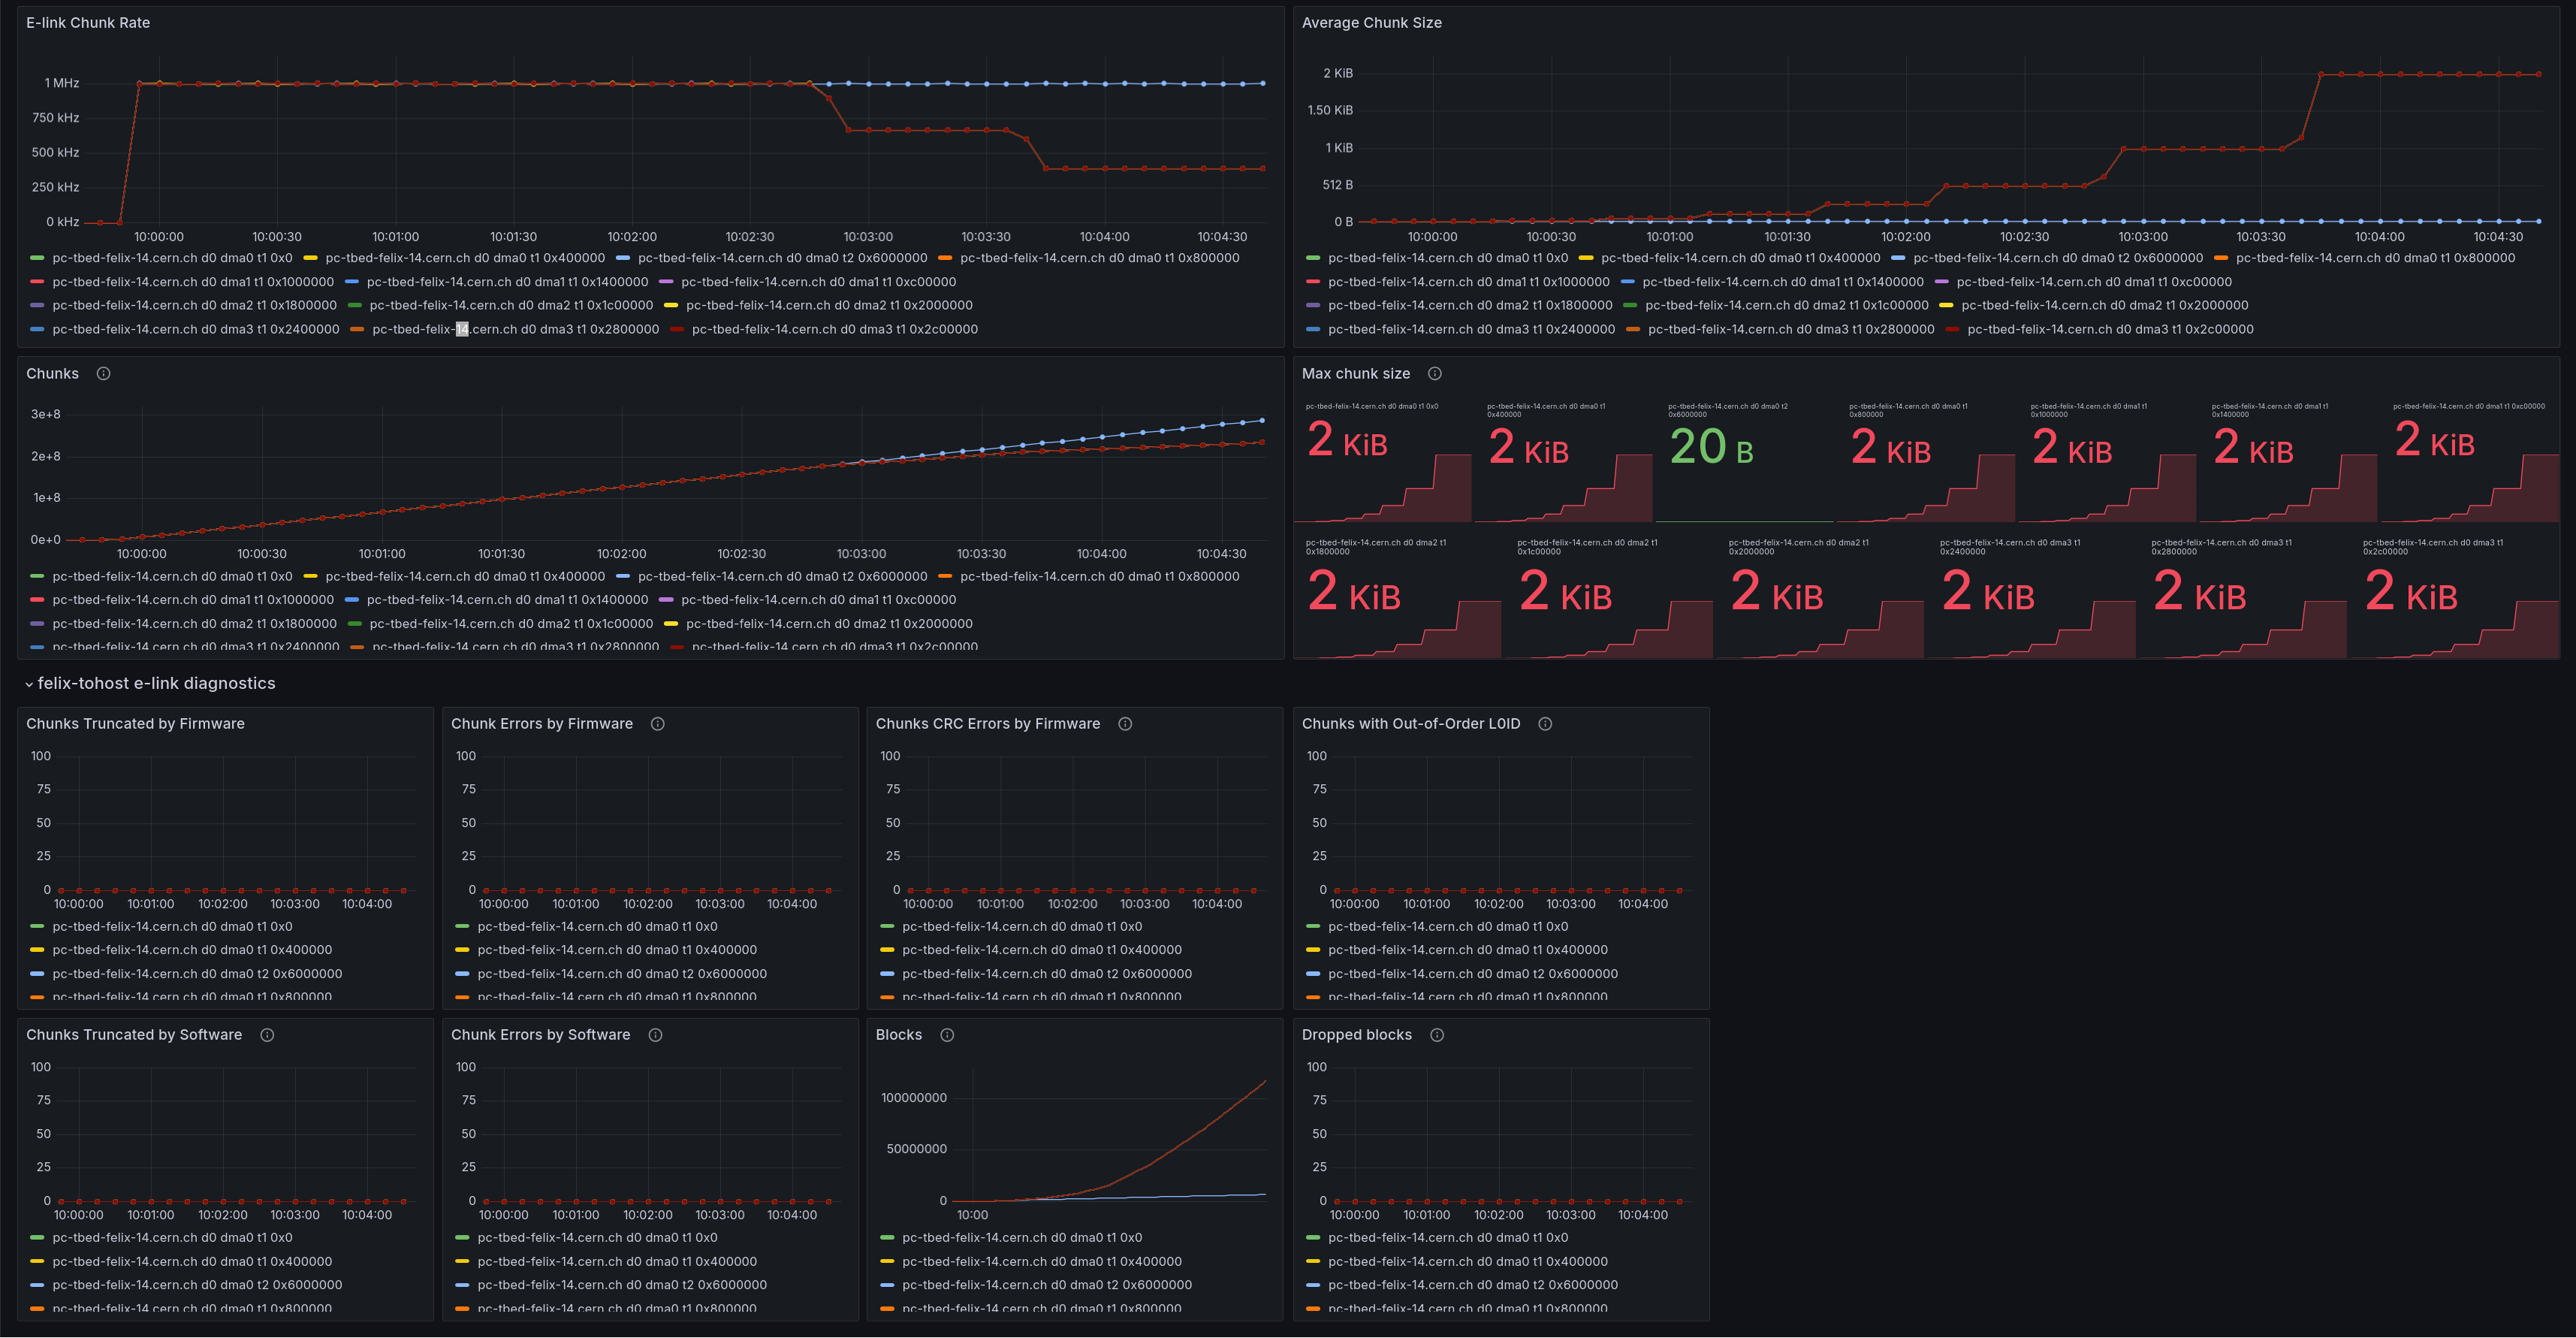 E-link Chunk Rate
1 MHz
750 kHz
500 kHz
250 kHz
0 kHz
10:00:00 10:00:30 10:01:00 10:01:30 10:02:00 10:02:30 10:03:00 10:03:30 10:04:00 10:04:30
pc-tbed-felix-14.cern.ch d0 dma0 t1 0x0 pc-tbed-felix-14.cern.ch d0 dma0 t1 0x400000 pc-tbed-felix-14.cern.ch d0 dma0 t2 0x6000000 pc-tbed-felix-14.cern.ch d0 dma0 t1 0x800000
pc-tbed-felix-14.cern.ch d0 dma1 t1 0x1000000 pc-tbed-felix-14.cern.ch d0 dma1 t1 0x1400000 pc-tbed-felix-14.cern.ch d0 dma1 t1 0xc00000
pc-tbed-felix-14.cern.ch d0 dma2 t1 0x1800000 pc-tbed-felix-14.cern.ch d0 dma2 t1 0x1c00000 pc-tbed-felix-14.cern.ch d0 dma2 t1 0x2000000
pc-tbed-felix-14.cern.ch d0 dma3 t1 0x2400000 pc-tbed-felix-14.cern.ch d0 dma3 t1 0x2800000 pc-tbed-felix-14.cern.ch d0 dma3 t1 0x2c00000
Average Chunk Size
2 KiB
1.50 KiB
1 KiB
512 B
0 B
10:00:00 10:00:30 10:01:00 10:01:30 10:02:00 10:02:30 10:03:00 10:03:30 10:04:00 10:04:30
pc-tbed-felix-14.cern.ch d0 dma0 t1 0x0 pc-tbed-felix-14.cern.ch d0 dma0 t1 0x400000 pc-tbed-felix-14.cern.ch d0 dma0 t2 0x6000000 pc-tbed-felix-14.cern.ch d0 dma0 t1 0x800000
pc-tbed-felix-14.cern.ch d0 dma1 t1 0x1000000 pc-tbed-felix-14.cern.ch d0 dma1 t1 0x1400000 pc-tbed-felix-14.cern.ch d0 dma1 t1 0xc00000
pc-tbed-felix-14.cern.ch d0 dma2 t1 0x1800000 pc-tbed-felix-14.cern.ch d0 dma2 t1 0x1c00000 pc-tbed-felix-14.cern.ch d0 dma2 t1 0x2000000
pc-tbed-felix-14.cern.ch d0 dma3 t1 0x2400000 pc-tbed-felix-14.cern.ch d0 dma3 t1 0x2800000 pc-tbed-felix-14.cern.ch d0 dma3 t1 0x2c00000
Chunks
3e+8
2e+8
1e+8
0e+0
10:00:00 10:00:30 10:01:00 10:01:30 10:02:00 10:02:30 10:03:00 10:03:30 10:04:00 10:04:30
pc-tbed-felix-14.cern.ch d0 dma0 t1 0x0 pc-tbed-felix-14.cern.ch d0 dma0 t1 0x400000 pc-tbed-felix-14.cern.ch d0 dma0 t2 0x6000000 pc-tbed-felix-14.cern.ch d0 dma0 t1 0x800000
pc-tbed-felix-14.cern.ch d0 dma1 t1 0x1000000 pc-tbed-felix-14.cern.ch d0 dma1 t1 0x1400000 pc-tbed-felix-14.cern.ch d0 dma1 t1 0xc00000
pc-tbed-felix-14.cern.ch d0 dma2 t1 0x1800000 pc-tbed-felix-14.cern.ch d0 dma2 t1 0x1c00000 pc-tbed-felix-14.cern.ch d0 dma2 t1 0x2000000
pc-tbed-felix-14.cern.ch d0 dma3 t1 0x2400000 pc-tbed-felix-14.cern.ch d0 dma3 t1 0x2800000 pc-tbed-felix-14.cern.ch d0 dma3 t1 0x2c00000
Max chunk size
pc-tbed-felix-14.cern.ch d0 dma0 t1 0x0
2 KiB
pc-tbed-felix-14.cern.ch d0 dma0 t1
0x400000
2 KiB
pc-tbed-felix-14.cern.ch d0 dma0 t2
0x6000000
20 B
pc-tbed-felix-14.cern.ch d0 dma0 t1
0x800000
2 KiB
pc-tbed-felix-14.cern.ch d0 dma1 t1
0x1000000
2 KiB
pc-tbed-felix-14.cern.ch d0 dma1 t1
0x1400000
2 KiB
pc-tbed-felix-14.cern.ch d0 dma1 t1 0xc00000
2 KiB
pc-tbed-felix-14.cern.ch d0 dma2 t1
0x1800000
2 KiB
pc-tbed-felix-14.cern.ch d0 dma2 t1
0x1c00000
2 KiB
pc-tbed-felix-14.cern.ch d0 dma2 t1
0x2000000
2 KiB
pc-tbed-felix-14.cern.ch d0 dma3 t1
0x2400000
2 KiB
pc-tbed-felix-14.cern.ch d0 dma3 t1
0x2800000
2 KiB
pc-tbed-felix-14.cern.ch d0 dma3 t1
0x2c00000
2 KiB
felix-tohost e-link diagnostics
Chunks Truncated by Firmware
100
75
50
25
0
10:00:00 10:01:00 10:02:00 10:03:00 10:04:00
pc-tbed-felix-14.cern.ch d0 dma0 t1 0x0
pc-tbed-felix-14.cern.ch d0 dma0 t1 0x400000
pc-tbed-felix-14.cern.ch d0 dma0 t2 0x6000000
pc-tbed-felix-14.cern.ch d0 dma0 t1 0x800000
Chunk Errors by Firmware
100
75
50
25
0
10:00:00 10:01:00 10:02:00 10:03:00 10:04:00
pc-tbed-felix-14.cern.ch d0 dma0 t1 0x0
pc-tbed-felix-14.cern.ch d0 dma0 t1 0x400000
pc-tbed-felix-14.cern.ch d0 dma0 t2 0x6000000
pc-tbed-felix-14.cern.ch d0 dma0 t1 0x800000
Chunks CRC Errors by Firmware
100
75
50
25
0
10:00:00 10:01:00 10:02:00 10:03:00 10:04:00
pc-tbed-felix-14.cern.ch d0 dma0 t1 0x0
pc-tbed-felix-14.cern.ch d0 dma0 t1 0x400000
pc-tbed-felix-14.cern.ch d0 dma0 t2 0x6000000
pc-tbed-felix-14.cern.ch d0 dma0 t1 0x800000
Chunks with Out-of-Order L0ID
100
75
50
25
0
10:00:00 10:01:00 10:02:00 10:03:00 10:04:00
pc-tbed-felix-14.cern.ch d0 dma0 t1 0x0
pc-tbed-felix-14.cern.ch d0 dma0 t1 0x400000
pc-tbed-felix-14.cern.ch d0 dma0 t2 0x6000000
pc-tbed-felix-14.cern.ch d0 dma0 t1 0x800000
Chunks Truncated by Software
100
75
50
25
0
10:00:00 10:01:00 10:02:00 10:03:00 10:04:00
pc-tbed-felix-14.cern.ch d0 dma0 t1 0x0
pc-tbed-felix-14.cern.ch d0 dma0 t1 0x400000
pc-tbed-felix-14.cern.ch d0 dma0 t2 0x6000000
pc-tbed-felix-14.cern.ch d0 dma0 t1 0x800000
Chunk Errors by Software
100
75
50
25
0
10:00:00 10:01:00 10:02:00 10:03:00 10:04:00
pc-tbed-felix-14.cern.ch d0 dma0 t1 0x0
pc-tbed-felix-14.cern.ch d0 dma0 t1 0x400000
pc-tbed-felix-14.cern.ch d0 dma0 t2 0x6000000
pc-tbed-felix-14.cern.ch d0 dma0 t1 0x800000
Blocks
100000000
50000000
0
10:00
pc-tbed-felix-14.cern.ch d0 dma0 t1 0x0
pc-tbed-felix-14.cern.ch d0 dma0 t1 0x400000
pc-tbed-felix-14.cern.ch d0 dma0 t2 0x6000000
pc-tbed-felix-14.cern.ch d0 dma0 t1 0x800000
Dropped blocks
100
75
50
25
0
10:00:00 10:01:00 10:02:00 10:03:00 10:04:00
pc-tbed-felix-14.cern.ch d0 dma0 t1 0x0
pc-tbed-felix-14.cern.ch d0 dma0 t1 0x400000
pc-tbed-felix-14.cern.ch d0 dma0 t2 0x6000000
pc-tbed-felix-14.cern.ch d0 dma0 t1 0x800000